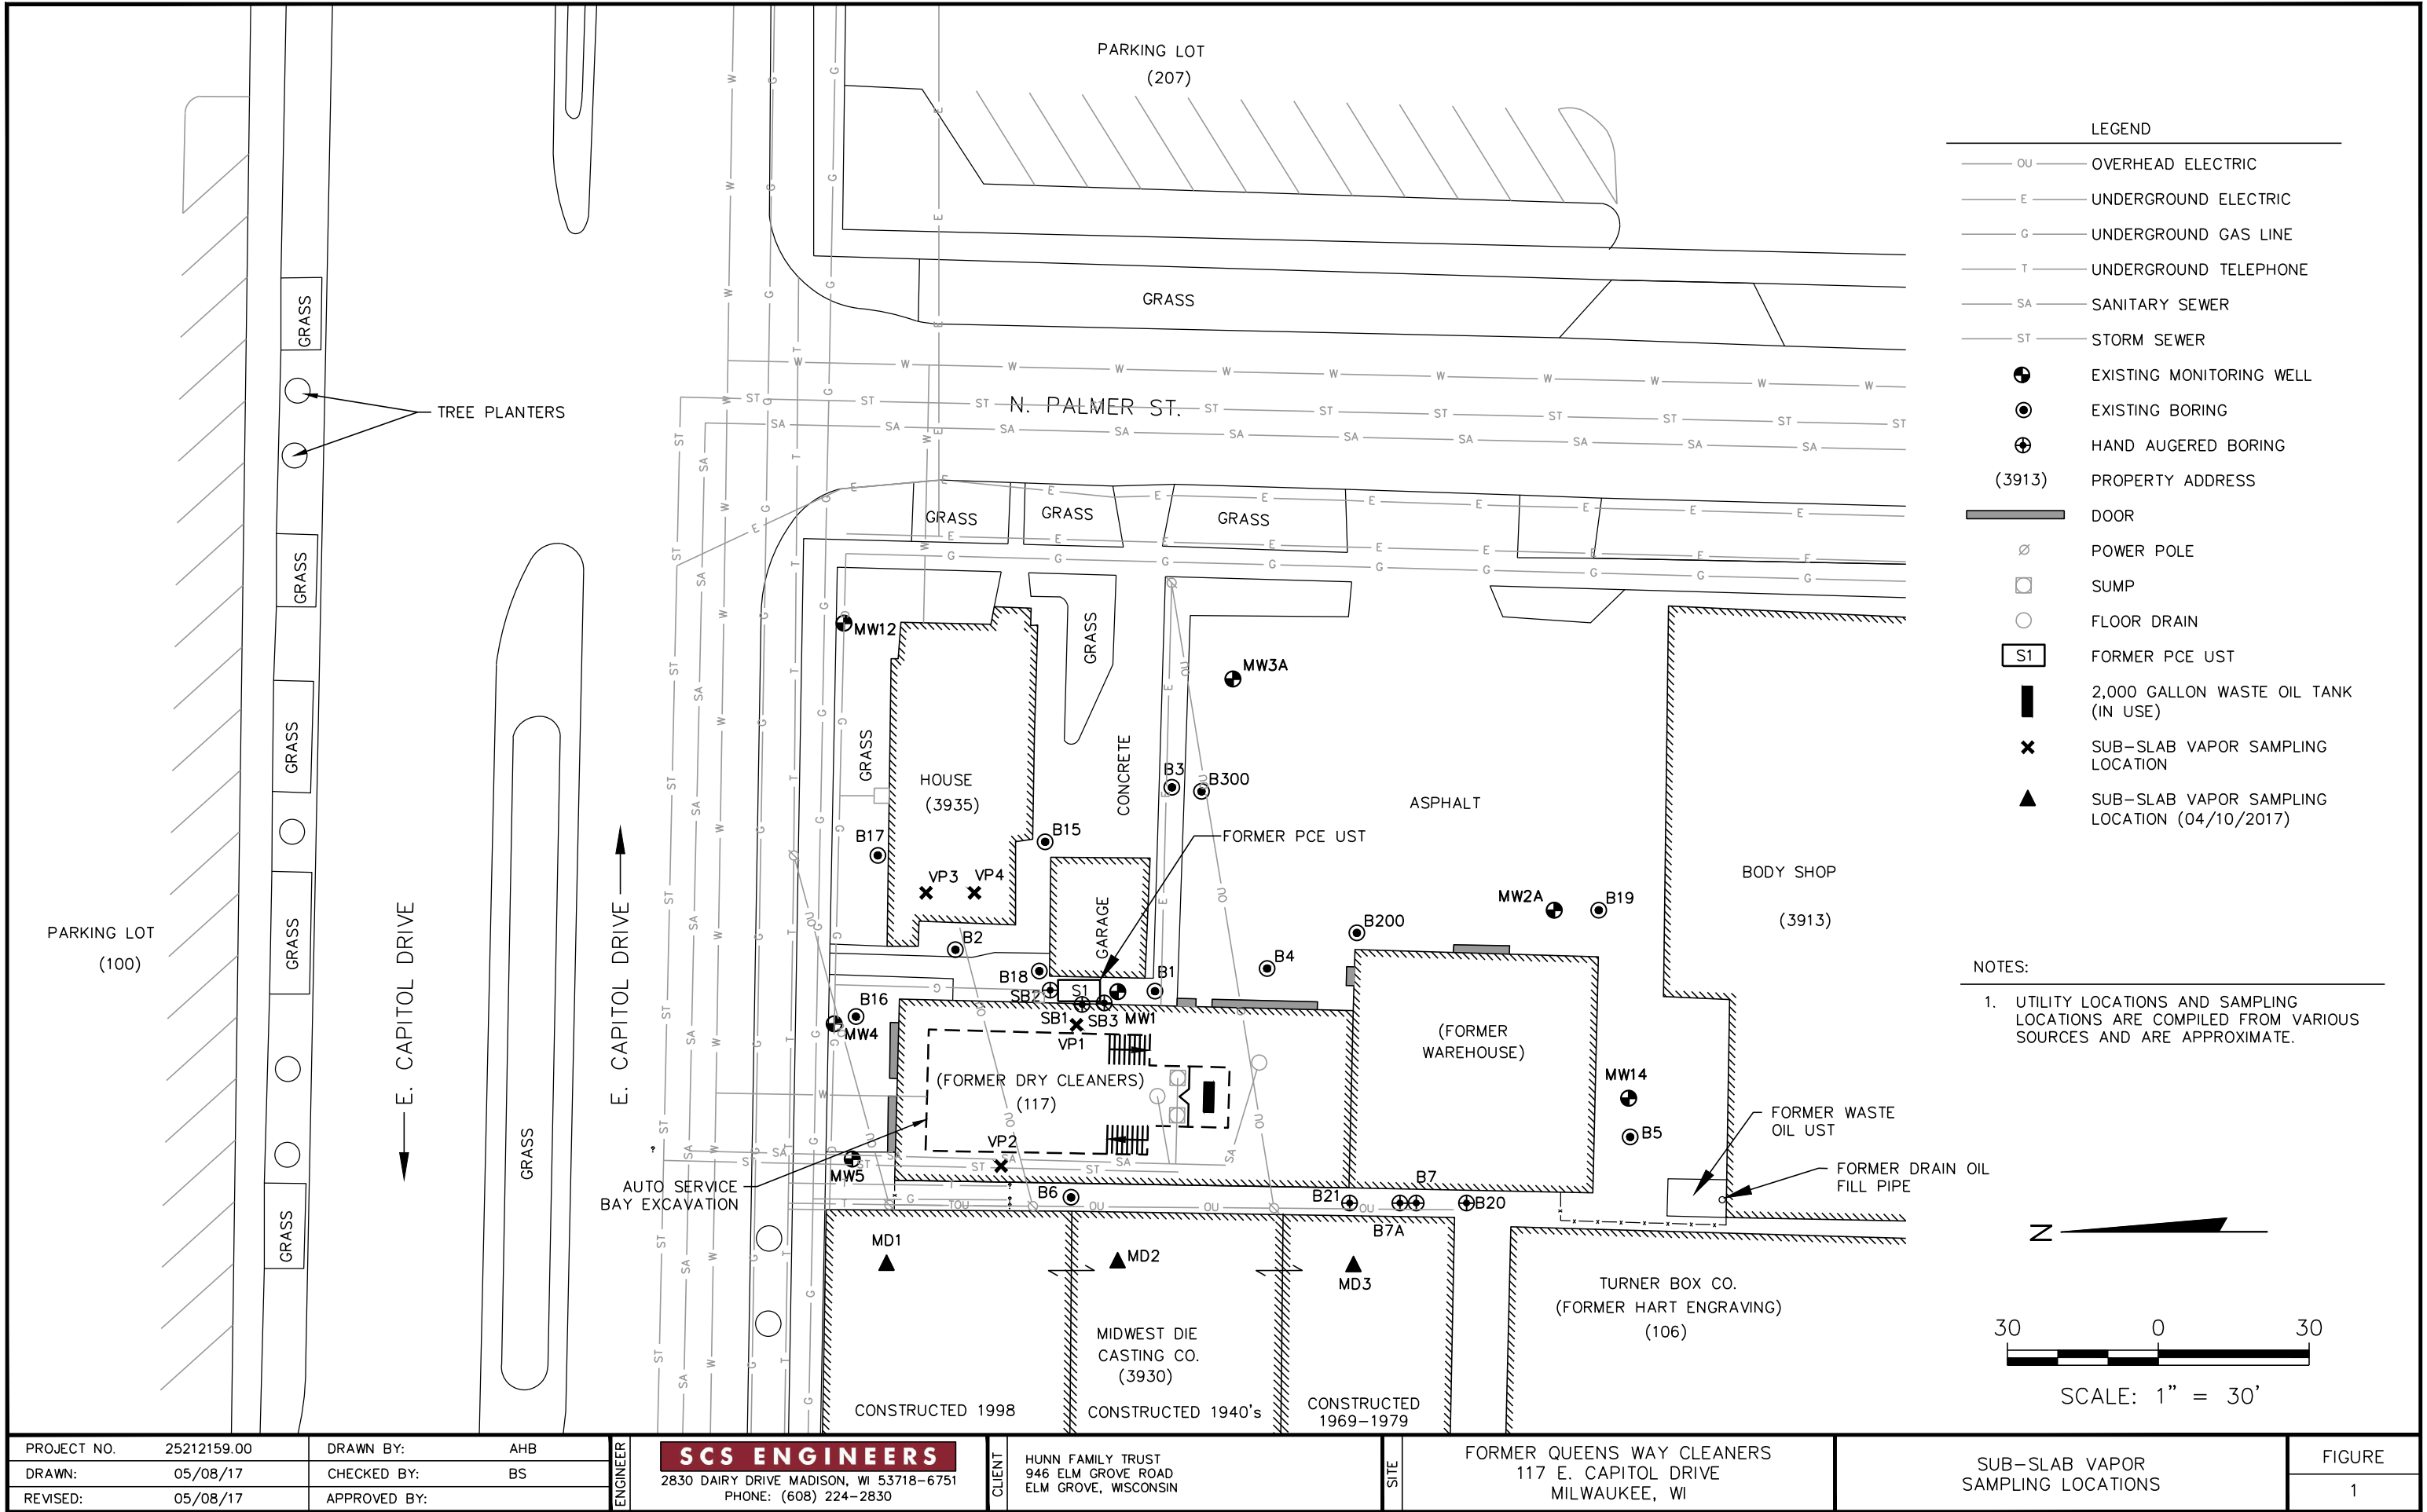 PARKING LOT
(207)
LEGEND
OU OVERHEAD ELECTRIC
E UNDERGROUND ELECTRIC
G UNDERGROUND GAS LINE
T UNDERGROUND TELEPHONE
SA SANITARY SEWER
ST STORM SEWER
EXISTING MONITORING WELL
EXISTING BORING
HAND AUGERED BORING
(3913) PROPERTY ADDRESS
DOOR
POWER POLE
SUMP
FLOOR DRAIN
S1 FORMER PCE UST
2,000 GALLON WASTE OIL TANK
(IN USE)
SUB-SLAB VAPOR SAMPLING
LOCATION
SUB-SLAB VAPOR SAMPLING
LOCATION (04/10/2017)
NOTES:
1. UTILITY LOCATIONS AND SAMPLING
LOCATIONS ARE COMPILED FROM VARIOUS
SOURCES AND ARE APPROXIMATE.
GRASS
GRASS
TREE PLANTERS
N. PALMER ST.
GRASS
GRASS
GRASS
GRASS
GRASS
GRASS
GRASS
GRASS
GRASS
GRASS
GRASS
MW12
MW3A
HOUSE
(3935)
CONCRETE
B3
B300
ASPHALT
B17
B15
FORMER PCE UST
VP3
VP4
GARAGE
BODY SHOP
(3913)
MW2A
B19
B200
B2
B4
B18
B1
S1
SB2
SB1
SB3
MW1
B16
MW4
VP1
PARKING LOT
(100)
E. CAPITOL DRIVE
E. CAPITOL DRIVE
(FORMER DRY CLEANERS)
(117)
(FORMER
WAREHOUSE)
MW14
B5
FORMER WASTE
OIL UST
FORMER DRAIN OIL
FILL PIPE
VP2
MW5
AUTO SERVICE
BAY EXCAVATION
B6
B21
B7
B20
B7A
MD1
MD2
MD3
MIDWEST DIE
CASTING CO.
(3930)
CONSTRUCTED 1998
CONSTRUCTED 1940's
CONSTRUCTED
1969-1979
TURNER BOX CO.
(FORMER HART ENGRAVING)
(106)
N
30 0 30
SCALE: 1" = 30'
PROJECT NO. 25212159.00
DRAWN: 05/08/17
REVISED: 05/08/17
DRAWN BY: AHB
CHECKED BY: BS
APPROVED BY:
ENGINEER
SCS ENGINEERS
2830 DAIRY DRIVE MADISON, WI 53718-6751
PHONE: (608) 224-2830
CLIENT
HUNN FAMILY TRUST
946 ELM GROVE ROAD
ELM GROVE, WISCONSIN
SITE
FORMER QUEENS WAY CLEANERS
117 E. CAPITOL DRIVE
MILWAUKEE, WI
SUB-SLAB VAPOR
SAMPLING LOCATIONS
FIGURE
1